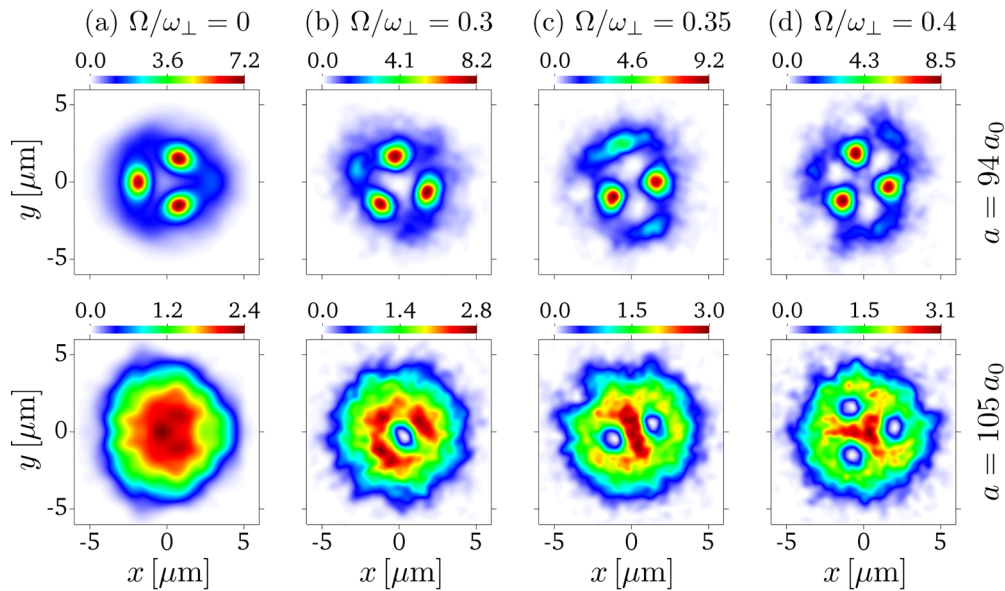 (a) Ω/ω⊥ = 0
(b) Ω/ω⊥ = 0.3
(c) Ω/ω⊥ = 0.35
(d) Ω/ω⊥ = 0.4
0.0 3.6 7.2
0.0 4.1 8.2
0.0 4.6 9.2
0.0 4.3 8.5
5
0
-5
y [μm]
a = 94 a₀
0.0 1.2 2.4
0.0 1.4 2.8
0.0 1.5 3.0
0.0 1.5 3.1
5
0
-5
y [μm]
a = 105 a₀
-5 0 5
-5 0 5
-5 0 5
-5 0 5
x [μm]
x [μm]
x [μm]
x [μm]